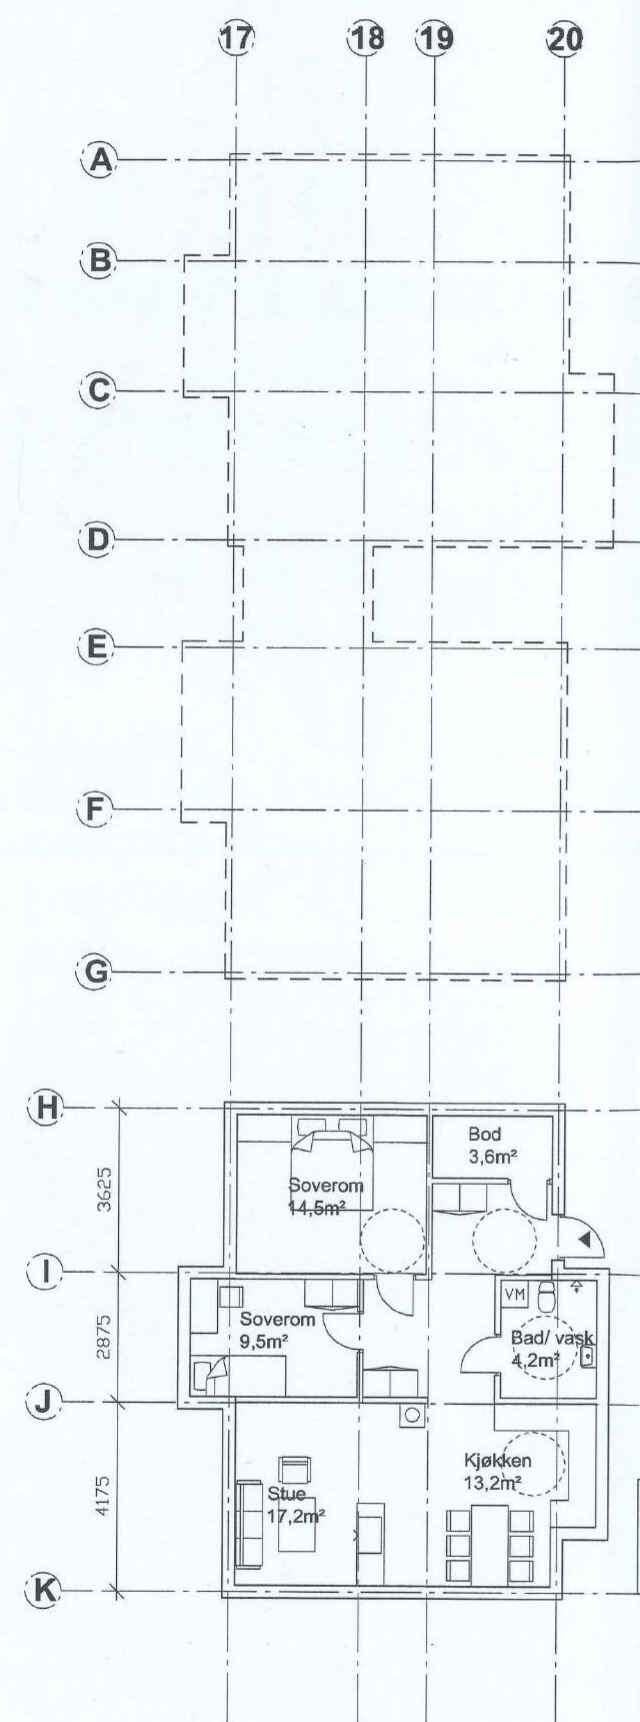 17 18 19 20
A
B
C
D
E
F
G
H
3625
Bod
3,6m²
Soverom
14,5m²
I
2875
VM
Soverom
9,5m²
Bad/ vask
4,2m²
J
4175
Kjøkken
13,2m²
Stue
17,2m²
K